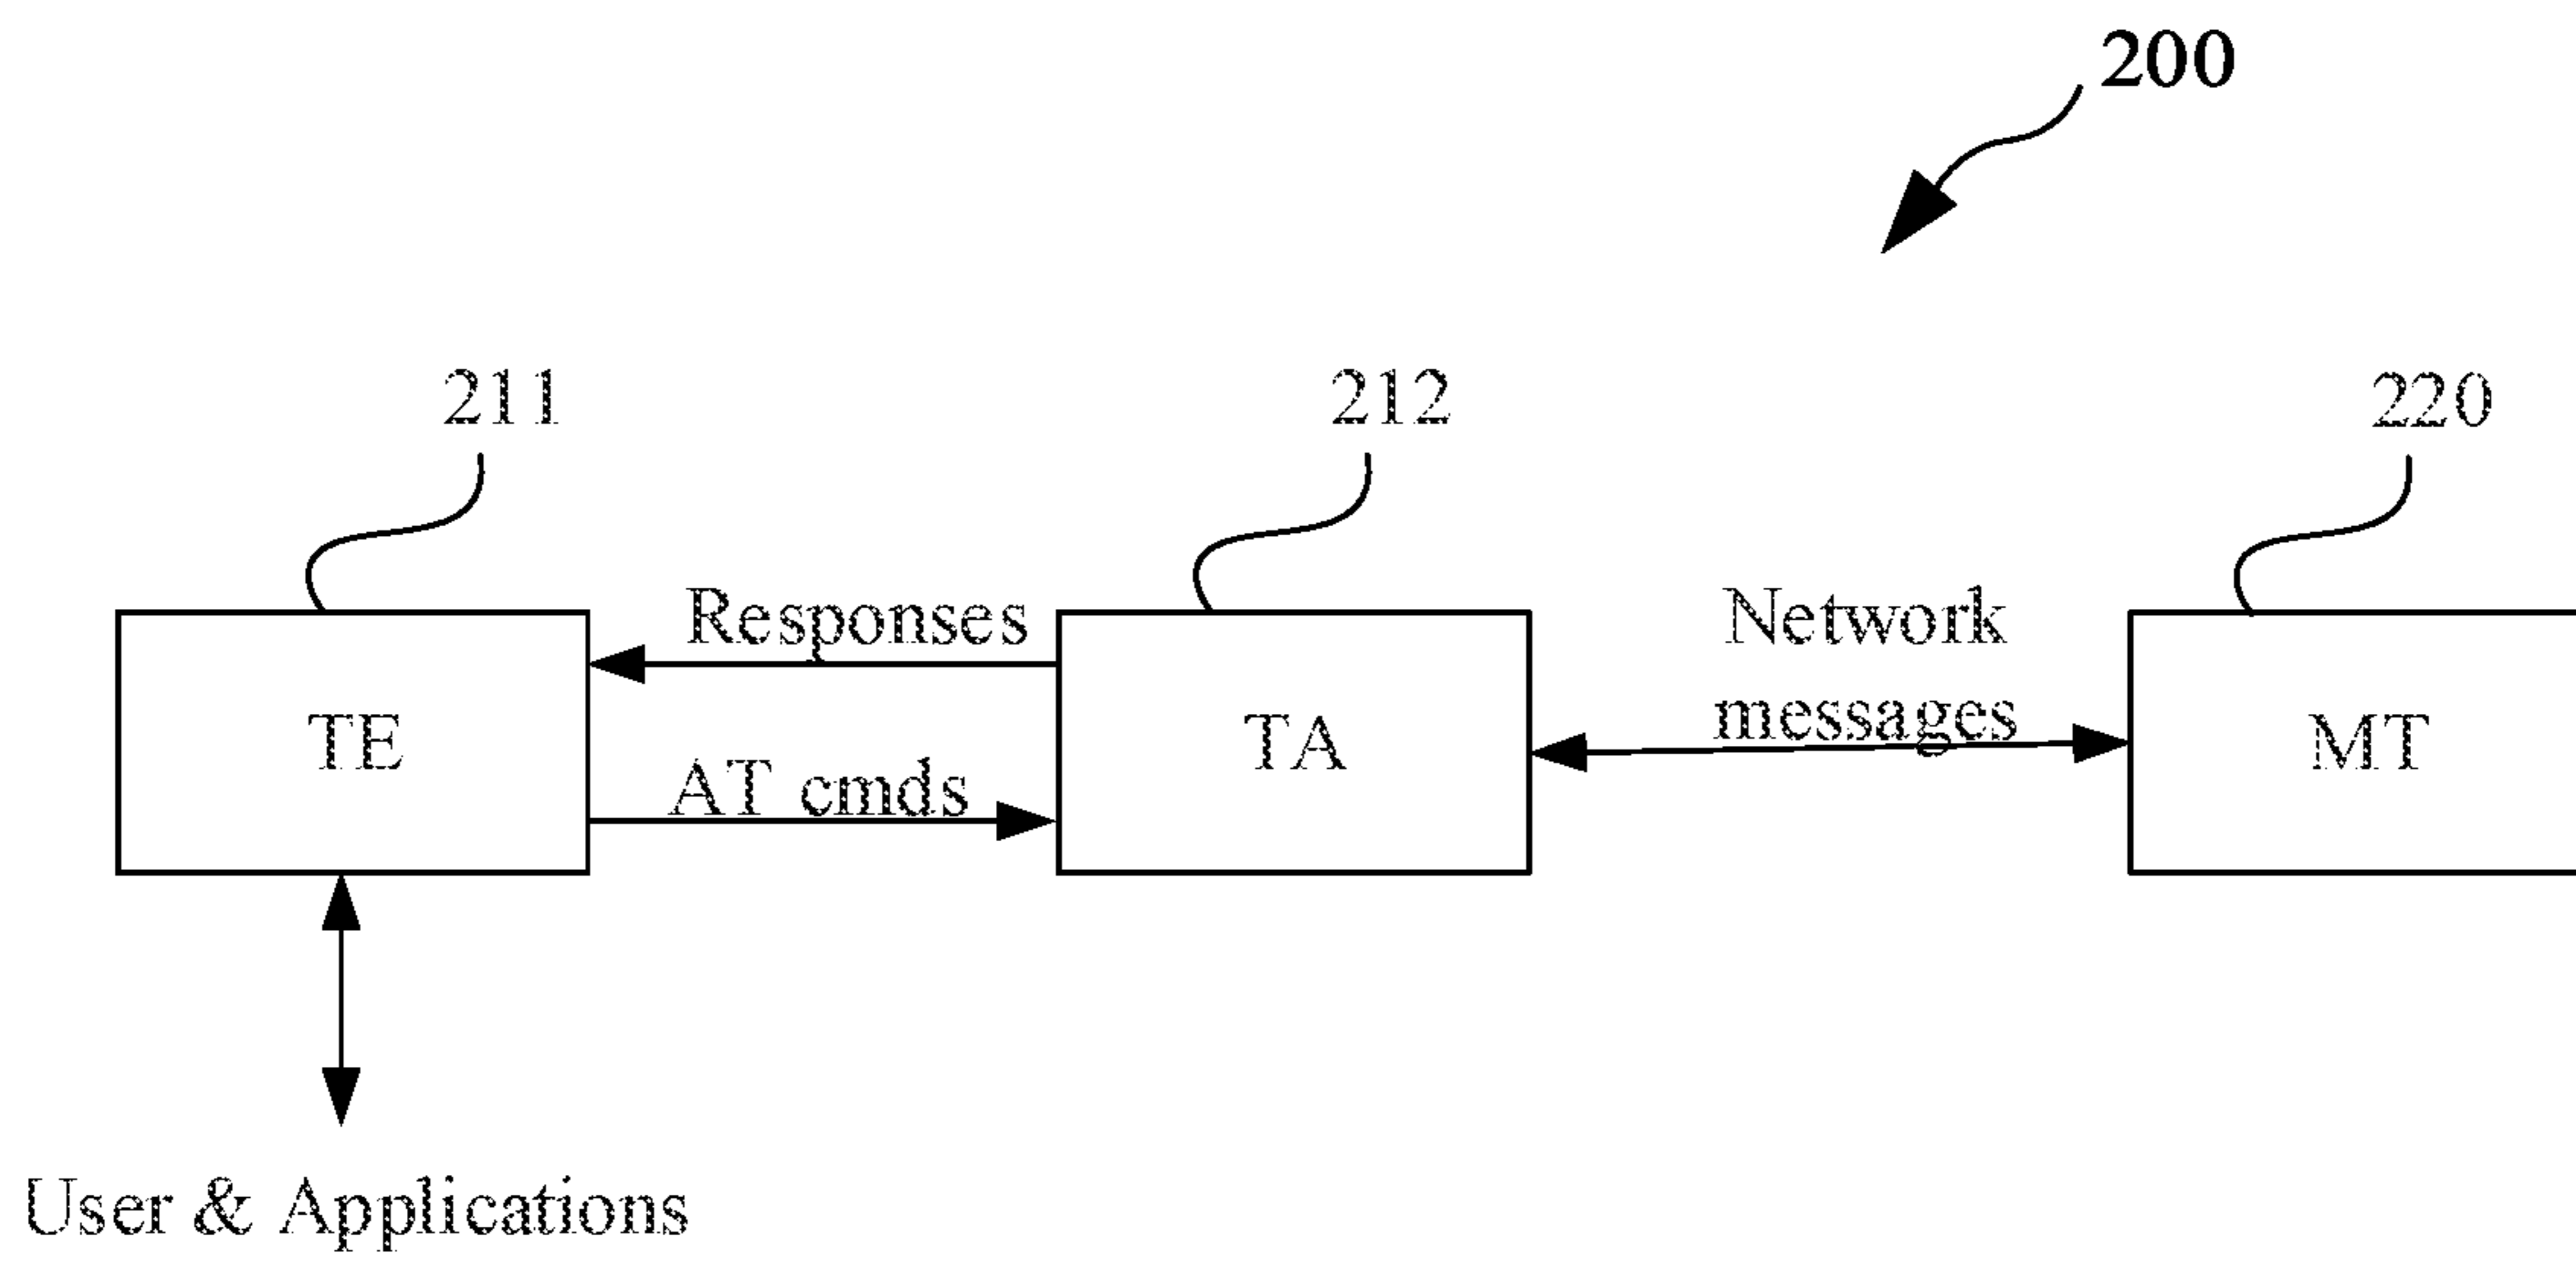 200
211
212
220
Responses
Network
messages
TE
TA
MT
AT cmds
User & Applications